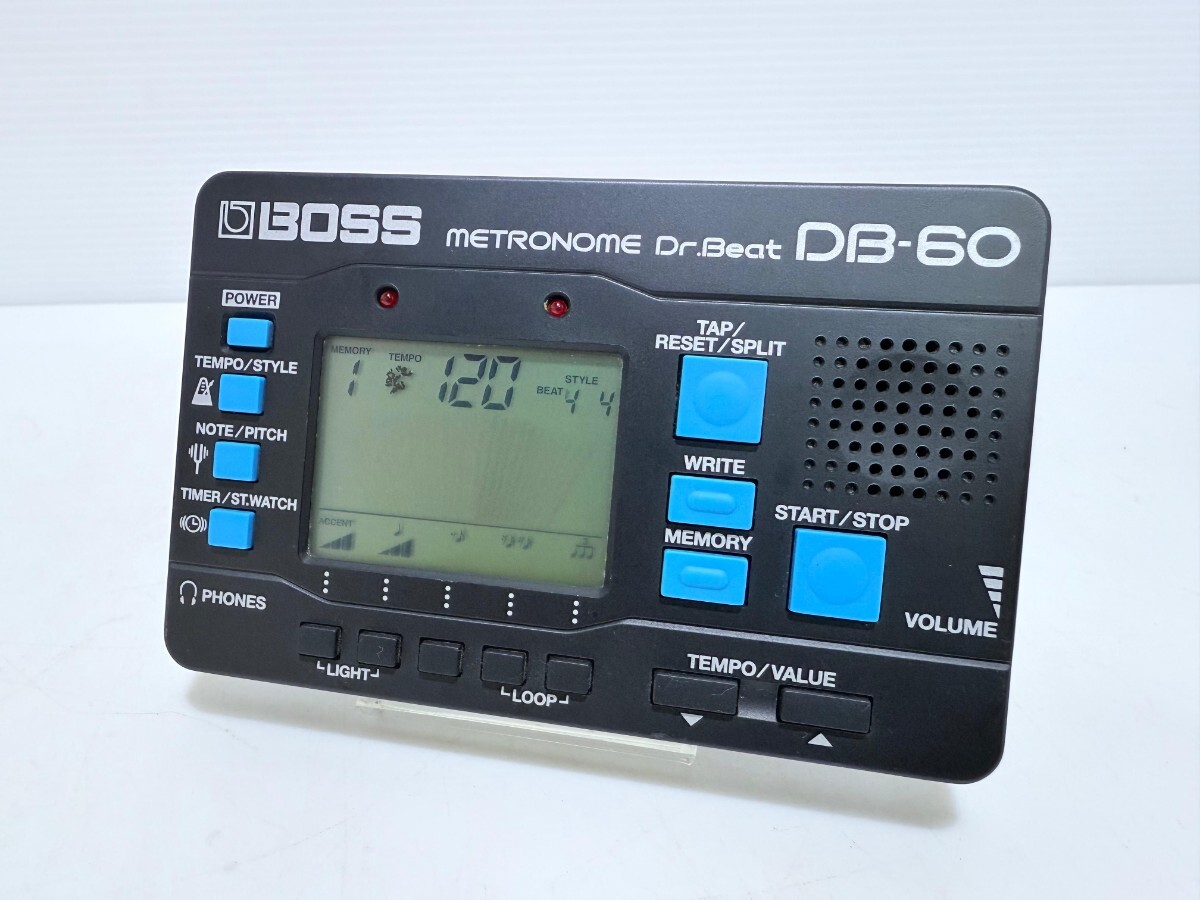 BOSS METRONOME Dr.Beat DB-60
POWER
TEMPO/STYLE
NOTE/PITCH
TIMER/ST.WATCH
PHONES
MEMORY
1
TEMPO
120
STYLE
BEAT 4 4
ACCENT
LIGHT
LOOP
TAP/
RESET/SPLIT
WRITE
MEMORY
START/STOP
VOLUME
TEMPO/VALUE